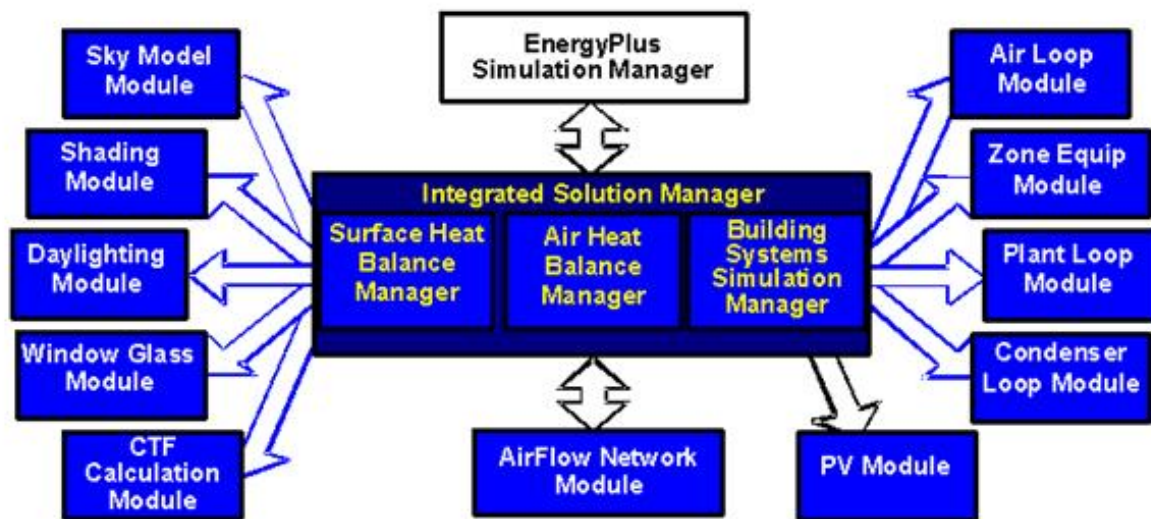 EnergyPlus
Simulation Manager
Sky Model
Module
Shading
Module
Daylighting
Module
Window Glass
Module
CTF
Calculation
Module
Integrated Solution Manager
Surface Heat
Balance
Manager
Air Heat
Balance
Manager
Building
Systems
Simulation
Manager
AirFlow Network
Module
PV Module
Air Loop
Module
Zone Equip
Module
Plant Loop
Module
Condenser
Loop Module